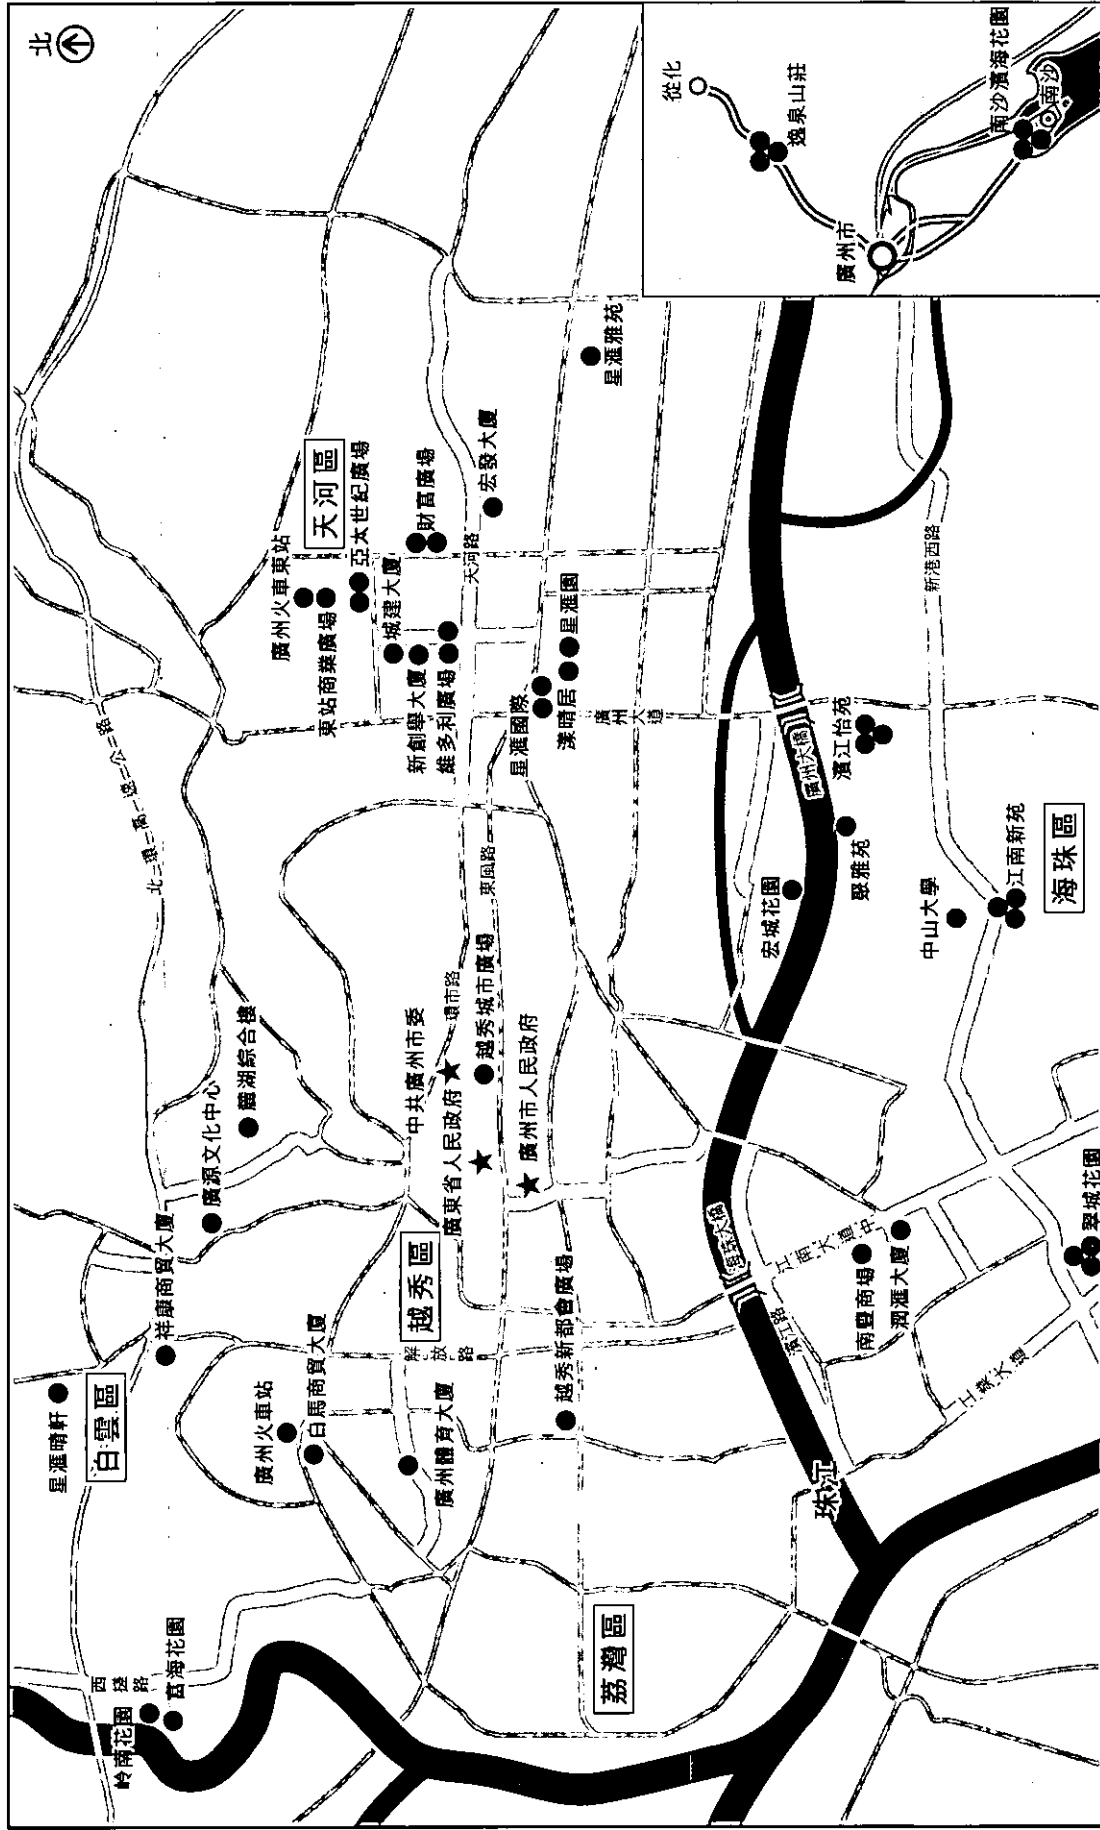 北
從化
逸泉山莊
南沙濱海花園
南沙
廣州市
星滙雅苑
天河區
宏發大廈
財富廣場
亞太世紀廣場
廣州火車東站
東站商業廣場
城建大廈
新創舉大廈
維多利廣場
天河路
星滙園
漾晴居
星滙國際
廣州大道
新港西路
濱江怡苑
廣州大橋
聚雅苑
宏城花園
中山大學
江南新苑
海珠區
北環高速公路
東風路
環市路
越秀城市廣場
中共廣州市委
廣東省人民政府
廣州市人民政府
麓湖綜合樓
廣源文化中心
祥康商貿大廈
越秀區
越秀新都會廣場
解放路
海珠大橋
江南大道中
濱江路
南豐商場
潤滙大廈
翠城花園
工業大道
白雲區
星滙晴軒
廣州火車站
白馬商貿大廈
廣州體育大廈
珠江
荔灣區
西槎路
富海花園
岭南花園